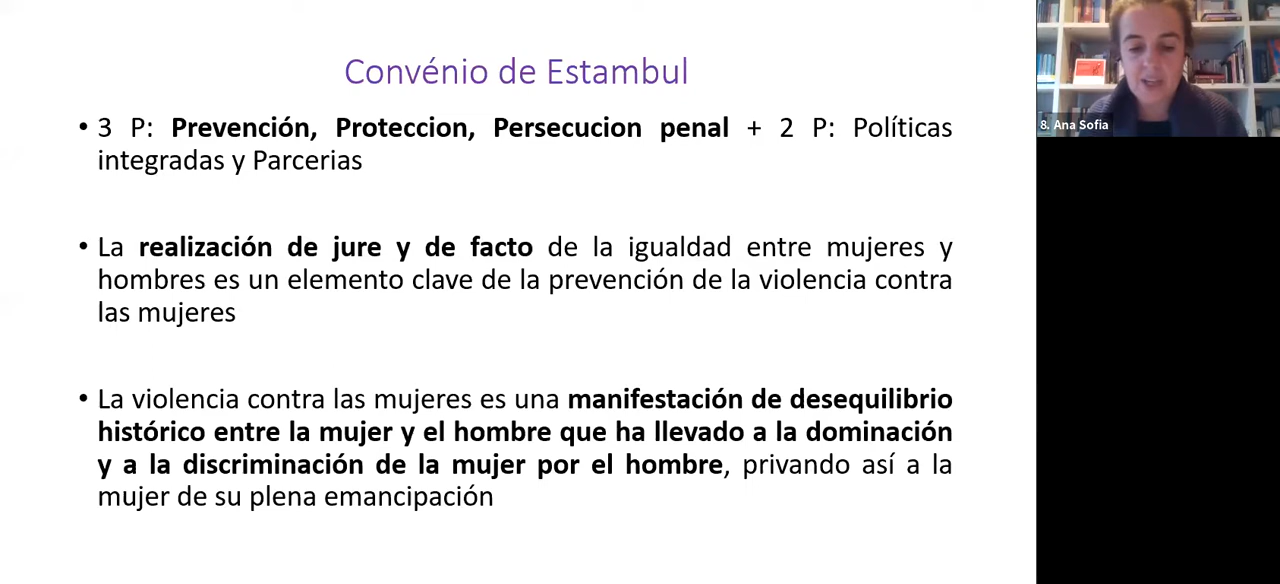 Convénio de Estambul
• 3 P: Prevención, Proteccion, Persecucion penal + 2 P: Políticas
integradas y Parcerias
• La realización de jure y de facto de la igualdad entre mujeres y
hombres es un elemento clave de la prevención de la violencia contra
las mujeres
• La violencia contra las mujeres es una manifestación de desequilibrio
histórico entre la mujer y el hombre que ha llevado a la dominación
y a la discriminación de la mujer por el hombre, privando así a la
mujer de su plena emancipación
8. Ana Sofia